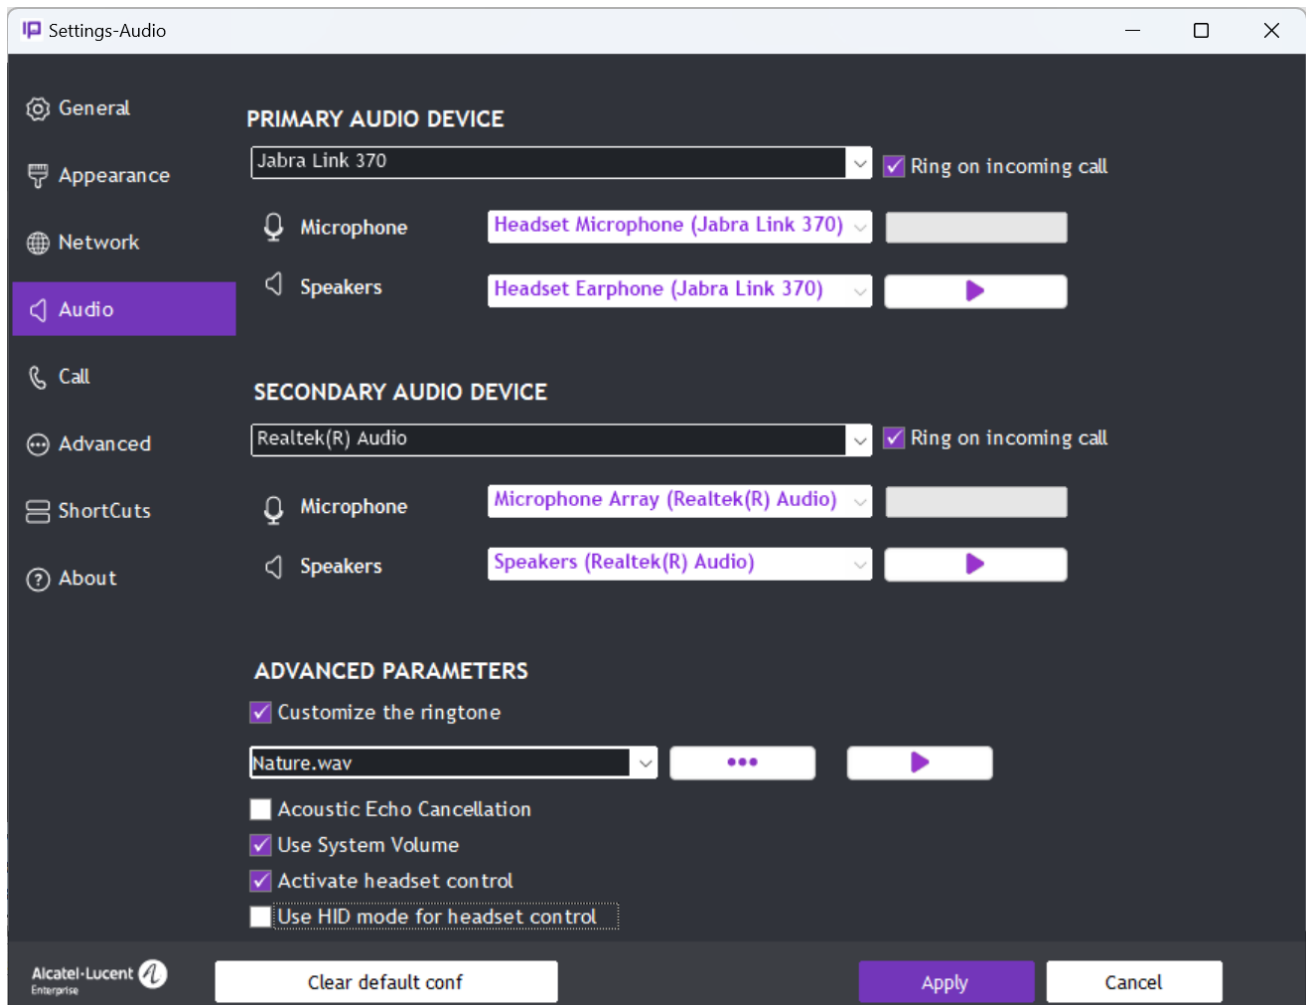 Settings-Audio
General
Appearance
Network
Audio
Call
Advanced
ShortCuts
About
PRIMARY AUDIO DEVICE
Jabra Link 370
Ring on incoming call
Microphone
Headset Microphone (Jabra Link 370)
Speakers
Headset Earphone (Jabra Link 370)
SECONDARY AUDIO DEVICE
Realtek(R) Audio
Ring on incoming call
Microphone
Microphone Array (Realtek(R) Audio)
Speakers
Speakers (Realtek(R) Audio)
ADVANCED PARAMETERS
Customize the ringtone
Nature.wav
Acoustic Echo Cancellation
Use System Volume
Activate headset control
Use HID mode for headset control
Alcatel·Lucent
Enterprise
Clear default conf
Apply
Cancel